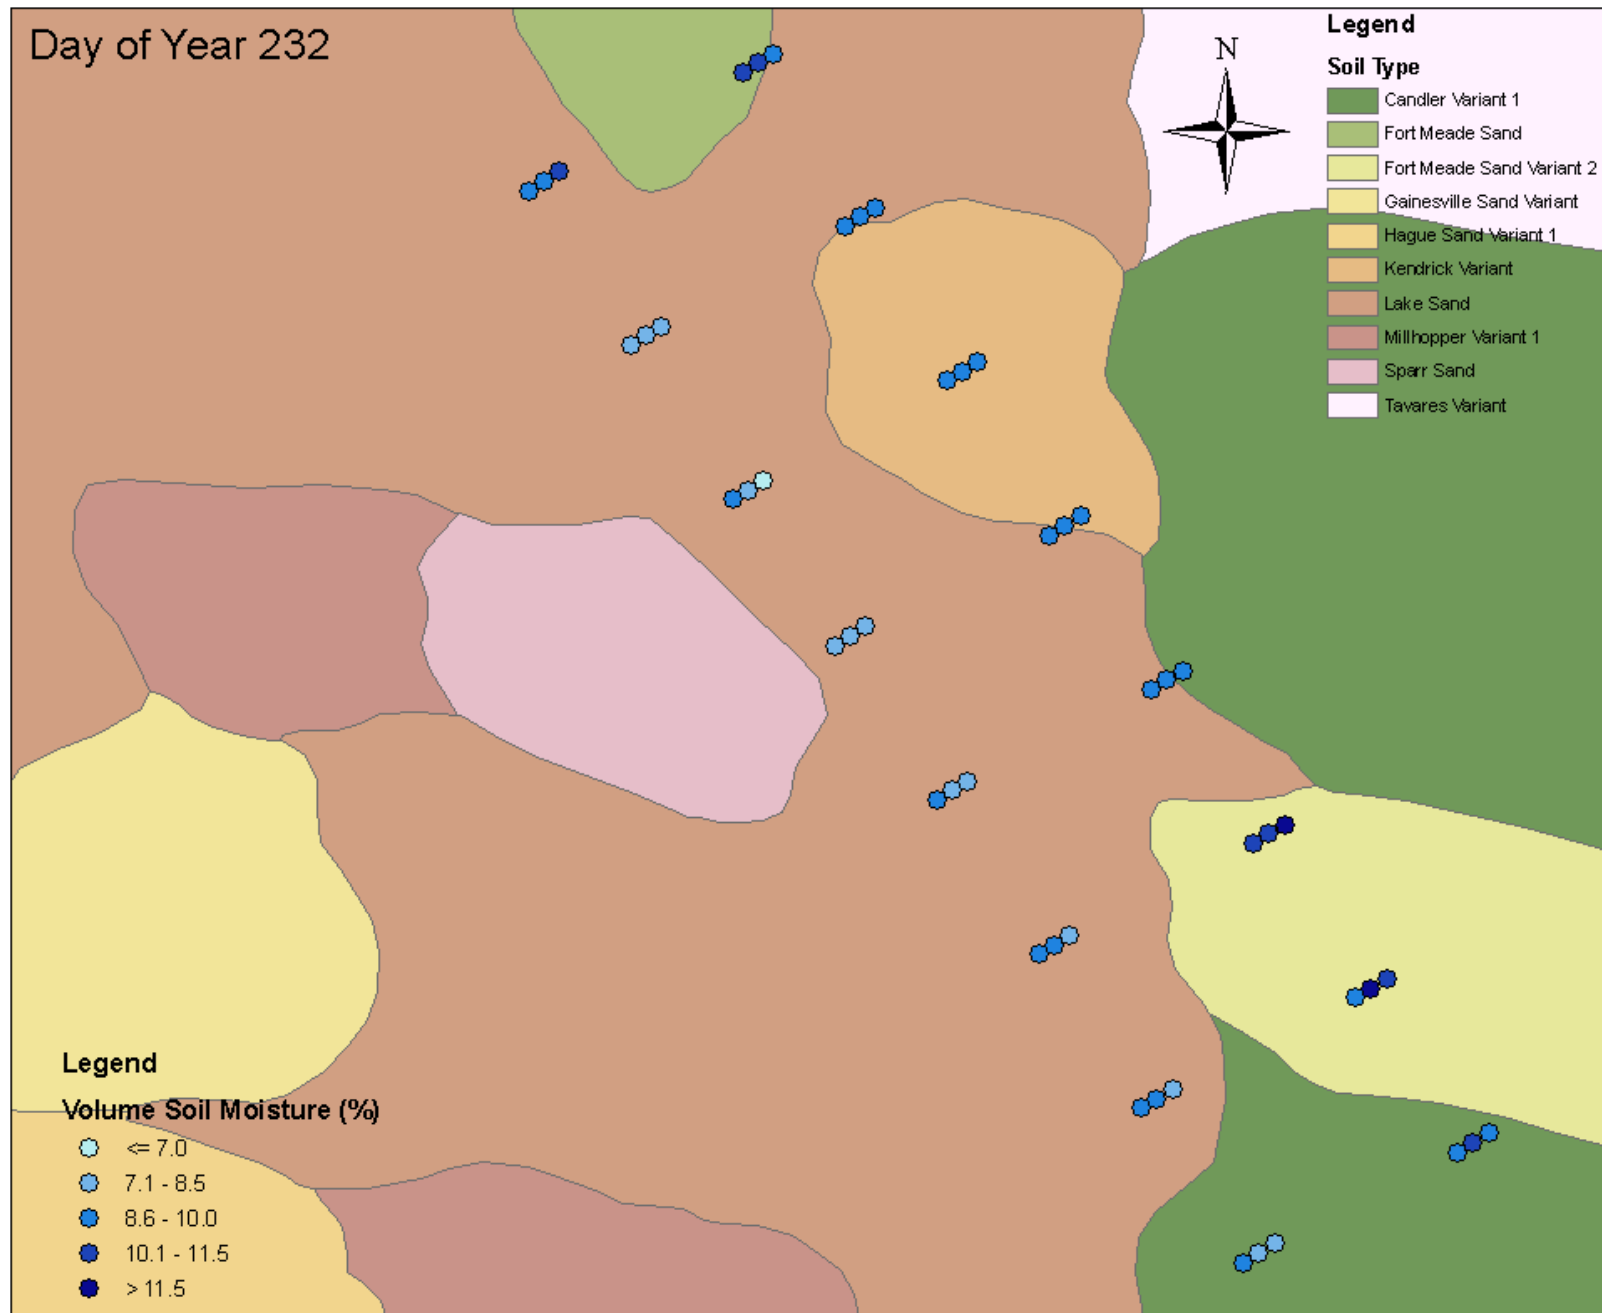 Day of Year 232
N
Legend
Soil Type
Candler Variant 1
Fort Meade Sand
Fort Meade Sand Variant 2
Gainesville Sand Variant
Hague Sand Variant 1
Kendrick Variant
Lake Sand
Millhopper Variant 1
Sparr Sand
Tavares Variant
Legend
Volume Soil Moisture (%)
<= 7.0
7.1 - 8.5
8.6 - 10.0
10.1 - 11.5
> 11.5